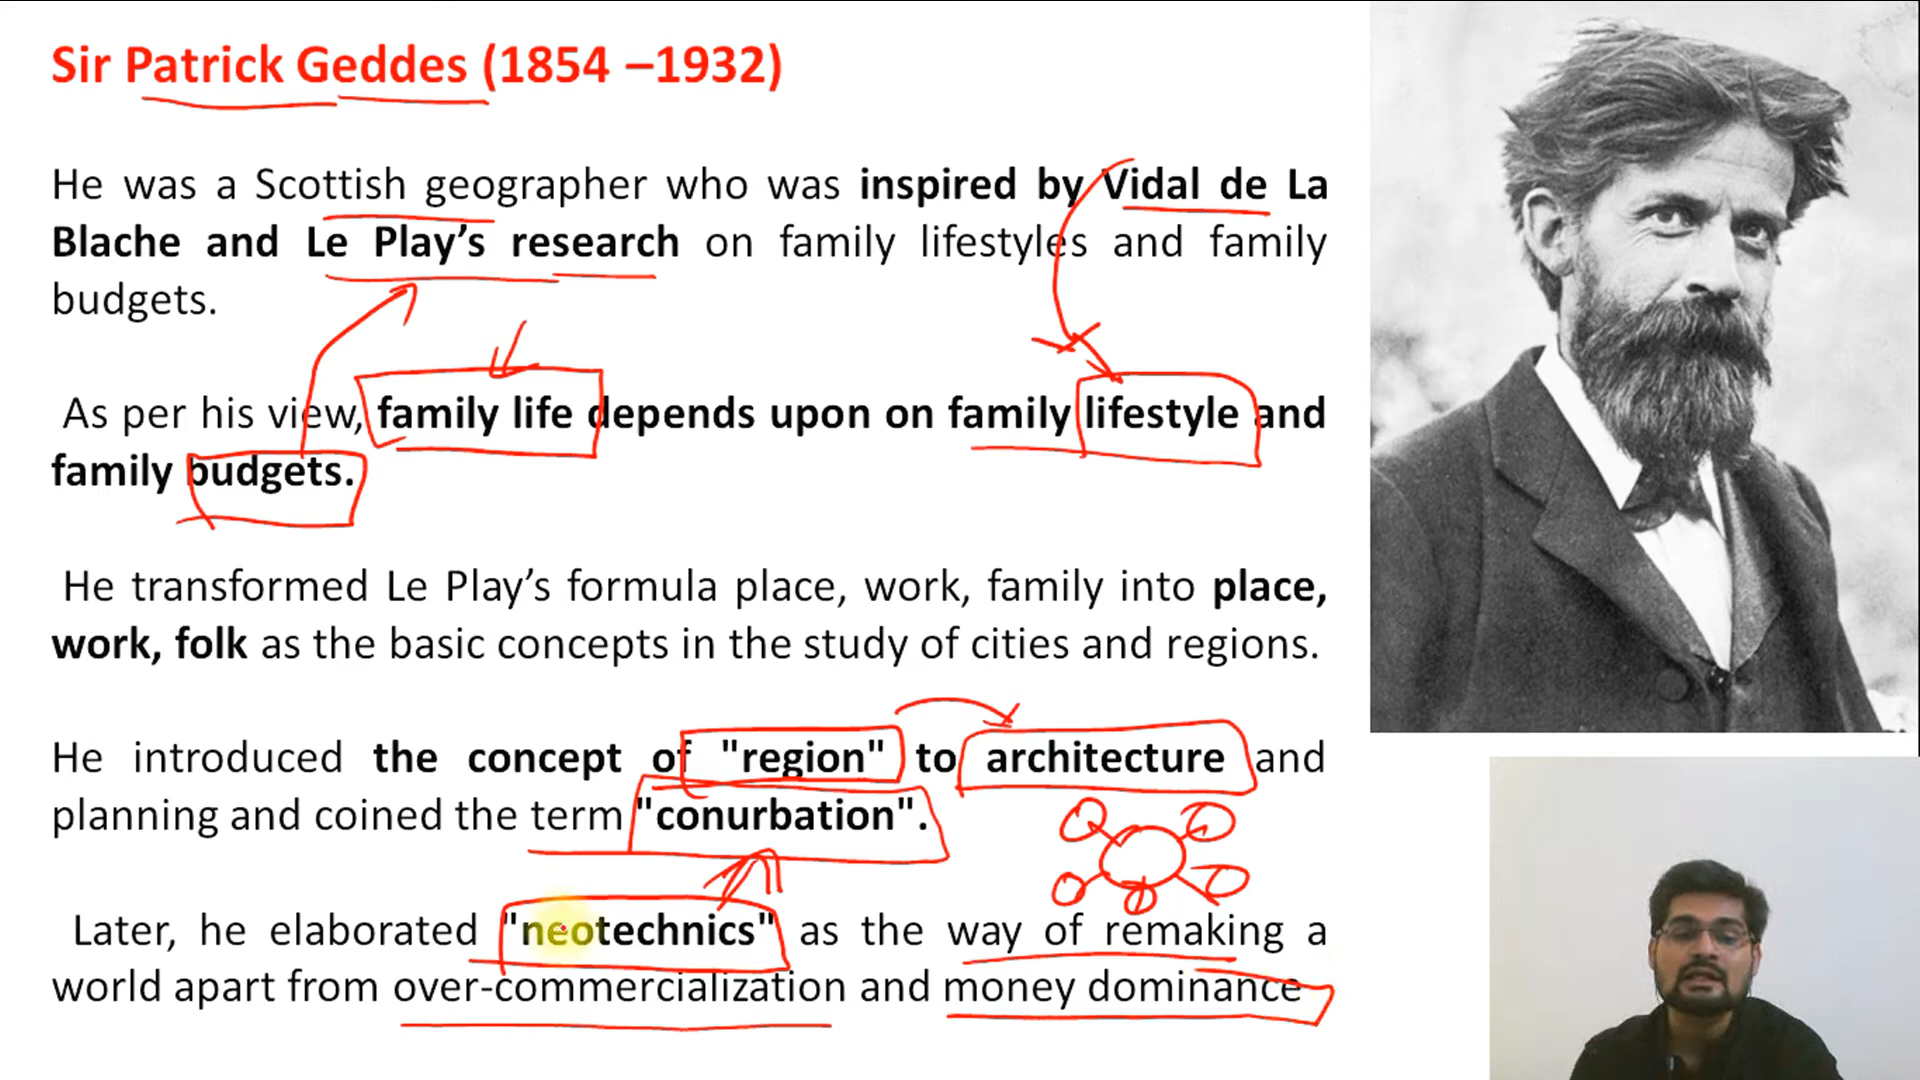 Sir Patrick Geddes (1854 –1932)
He was a Scottish geographer who was inspired by Vidal de La
Blache and Le Play’s research on family lifestyles and family
budgets.
As per his view, family life depends upon on family lifestyle and
family budgets.
He transformed Le Play’s formula place, work, family into place,
work, folk as the basic concepts in the study of cities and regions.
He introduced the concept of "region" to architecture and
planning and coined the term "conurbation".
Later, he elaborated "neotechnics" as the way of remaking a
world apart from over-commercialization and money dominance